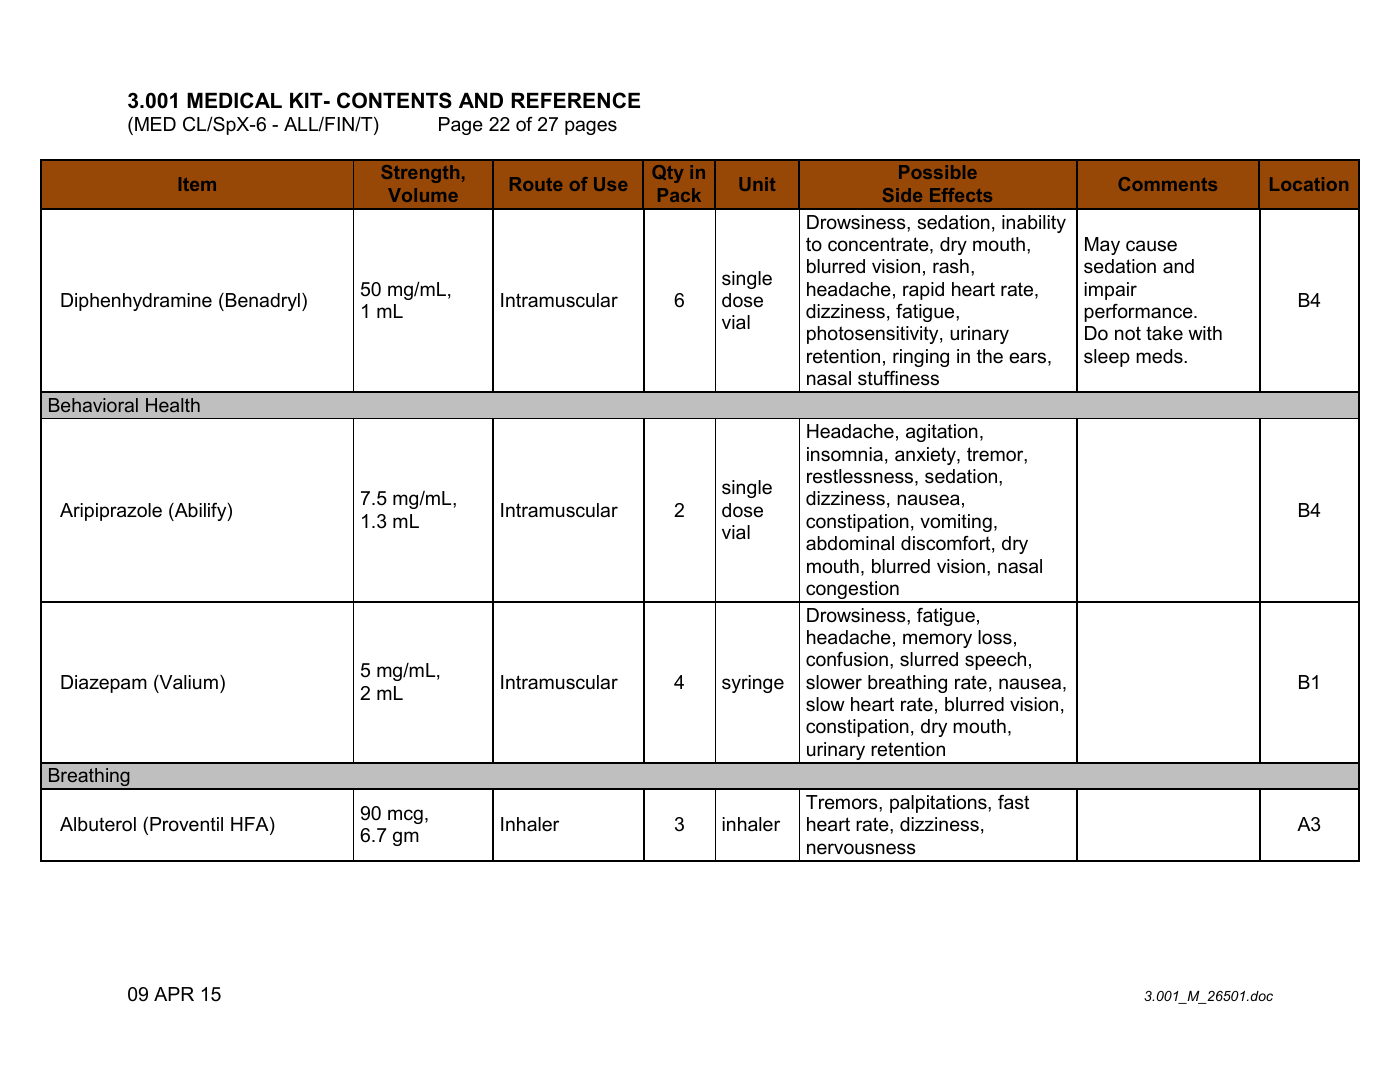 3.001 MEDICAL KIT- CONTENTS AND REFERENCE
(MED CL/SpX-6 - ALL/FIN/T) Page 22 of 27 pages
Item
Strength,
Volume
Route of Use
Qty in
Pack
Unit
Possible
Side Effects
Comments
Location
Diphenhydramine (Benadryl)
50 mg/mL,
1 mL
Intramuscular
6
single
dose
vial
Drowsiness, sedation, inability
to concentrate, dry mouth,
blurred vision, rash,
headache, rapid heart rate,
dizziness, fatigue,
photosensitivity, urinary
retention, ringing in the ears,
nasal stuffiness
May cause
sedation and
impair
performance.
Do not take with
sleep meds.
B4
Behavioral Health
Aripiprazole (Abilify)
7.5 mg/mL,
1.3 mL
Intramuscular
2
single
dose
vial
Headache, agitation,
insomnia, anxiety, tremor,
restlessness, sedation,
dizziness, nausea,
constipation, vomiting,
abdominal discomfort, dry
mouth, blurred vision, nasal
congestion
B4
Diazepam (Valium)
5 mg/mL,
2 mL
Intramuscular
4
syringe
Drowsiness, fatigue,
headache, memory loss,
confusion, slurred speech,
slower breathing rate, nausea,
slow heart rate, blurred vision,
constipation, dry mouth,
urinary retention
B1
Breathing
Albuterol (Proventil HFA)
90 mcg,
6.7 gm
Inhaler
3
inhaler
Tremors, palpitations, fast
heart rate, dizziness,
nervousness
A3
09 APR 15
3.001_M_26501.doc